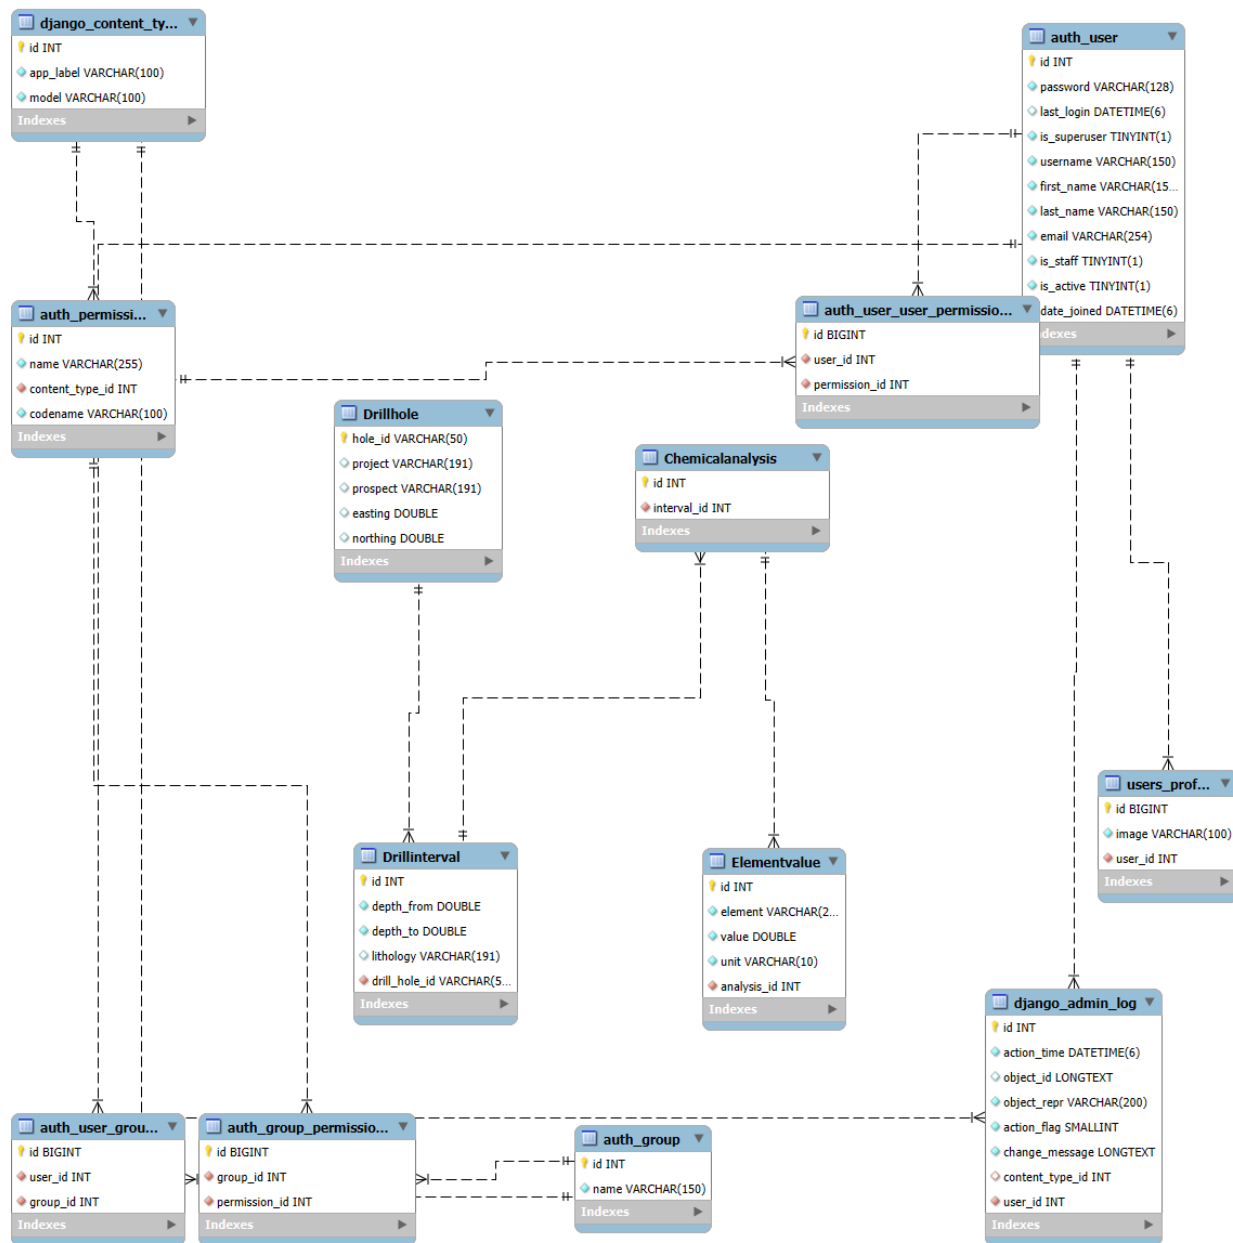 django_content_ty...
id INT
app_label VARCHAR(100)
model VARCHAR(100)
Indexes
auth_user
id INT
password VARCHAR(128)
last_login DATETIME(6)
is_superuser TINYINT(1)
username VARCHAR(150)
first_name VARCHAR(15...
last_name VARCHAR(150)
email VARCHAR(254)
is_staff TINYINT(1)
is_active TINYINT(1)
date_joined DATETIME(6)
dexes
auth_permissi...
id INT
name VARCHAR(255)
content_type_id INT
codename VARCHAR(100)
Indexes
auth_user_user_permissio...
id BIGINT
user_id INT
permission_id INT
Indexes
Drillhole
hole_id VARCHAR(50)
project VARCHAR(191)
prospect VARCHAR(191)
easting DOUBLE
northing DOUBLE
Indexes
Chemicalanalysis
id INT
interval_id INT
Indexes
users_prof...
id BIGINT
image VARCHAR(100)
user_id INT
Indexes
Drillinterval
id INT
depth_from DOUBLE
depth_to DOUBLE
lithology VARCHAR(191)
drill_hole_id VARCHAR(5...
Indexes
Elementvalue
id INT
element VARCHAR(2...
value DOUBLE
unit VARCHAR(10)
analysis_id INT
Indexes
django_admin_log
id INT
action_time DATETIME(6)
object_id LONGTEXT
object_repr VARCHAR(200)
action_flag SMALLINT
change_message LONGTEXT
content_type_id INT
user_id INT
Indexes
auth_user_grou...
id BIGINT
user_id INT
group_id INT
Indexes
auth_group_permissio...
id BIGINT
group_id INT
permission_id INT
Indexes
auth_group
id INT
name VARCHAR(150)
Indexes